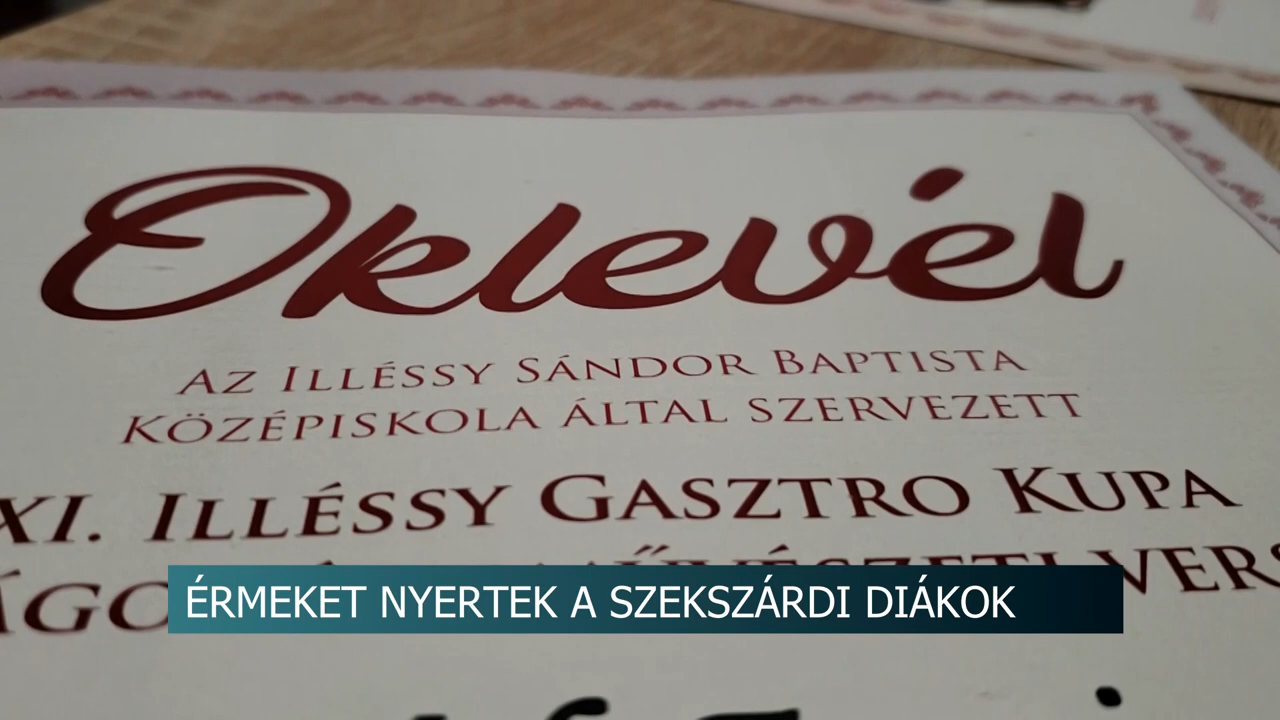 Oklevél
Az Illéssy Sándor Baptista
Középiskola által szervezett
XI. Illéssy Gasztro Kupa
ÉRMEKET NYERTEK A SZEKSZÁRDI DIÁKOK